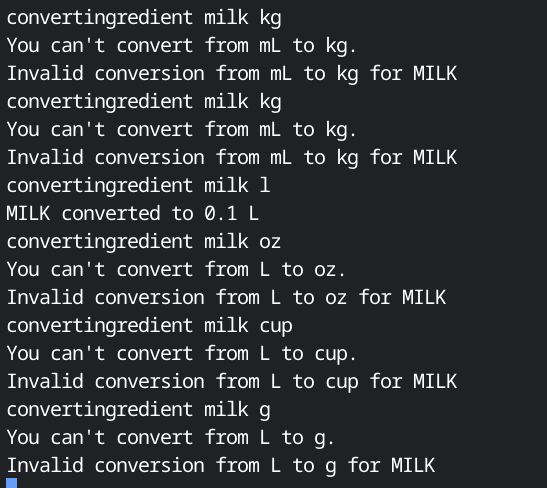 convertingredient milk kg
You can't convert from mL to kg.
Invalid conversion from mL to kg for MILK
convertingredient milk kg
You can't convert from mL to kg.
Invalid conversion from mL to kg for MILK
convertingredient milk l
MILK converted to 0.1 L
convertingredient milk oz
You can't convert from L to oz.
Invalid conversion from L to oz for MILK
convertingredient milk cup
You can't convert from L to cup.
Invalid conversion from L to cup for MILK
convertingredient milk g
You can't convert from L to g.
Invalid conversion from L to g for MILK